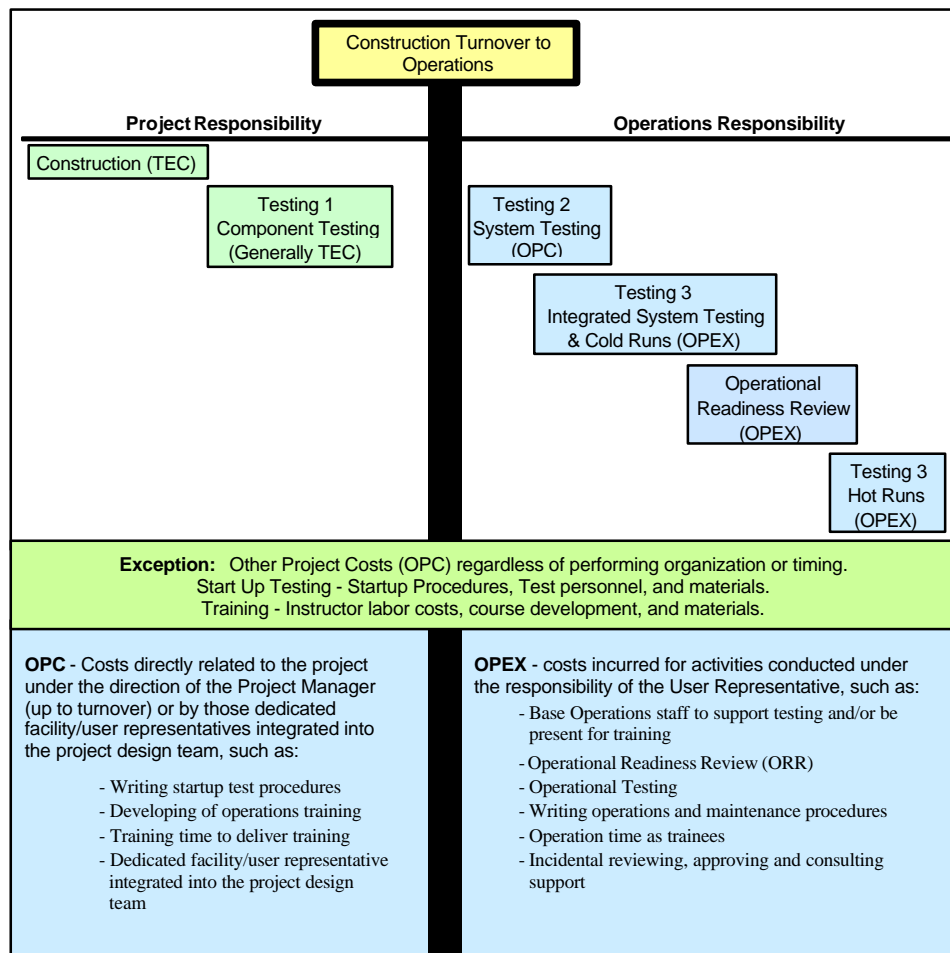 Construction Turnover to
Operations
Project Responsibility
Operations Responsibility
Construction (TEC)
Testing 1
Component Testing
(Generally TEC)
Testing 2
System Testing
(OPC)
Testing 3
Integrated System Testing
& Cold Runs (OPEX)
Operational
Readiness Review
(OPEX)
Testing 3
Hot Runs
(OPEX)
Exception: Other Project Costs (OPC) regardless of performing organization or timing.
Start Up Testing - Startup Procedures, Test personnel, and materials.
Training - Instructor labor costs, course development, and materials.
OPC - Costs directly related to the project
under the direction of the Project Manager
(up to turnover) or by those dedicated
facility/user representatives integrated into
the project design team, such as:
- Writing startup test procedures
- Developing of operations training
- Training time to deliver training
- Dedicated facility/user representative
integrated into the project design
team
OPEX - costs incurred for activities conducted under
the responsibility of the User Representative, such as:
- Base Operations staff to support testing and/or be
present for training
- Operational Readiness Review (ORR)
- Operational Testing
- Writing operations and maintenance procedures
- Operation time as trainees
- Incidental reviewing, approving and consulting
support